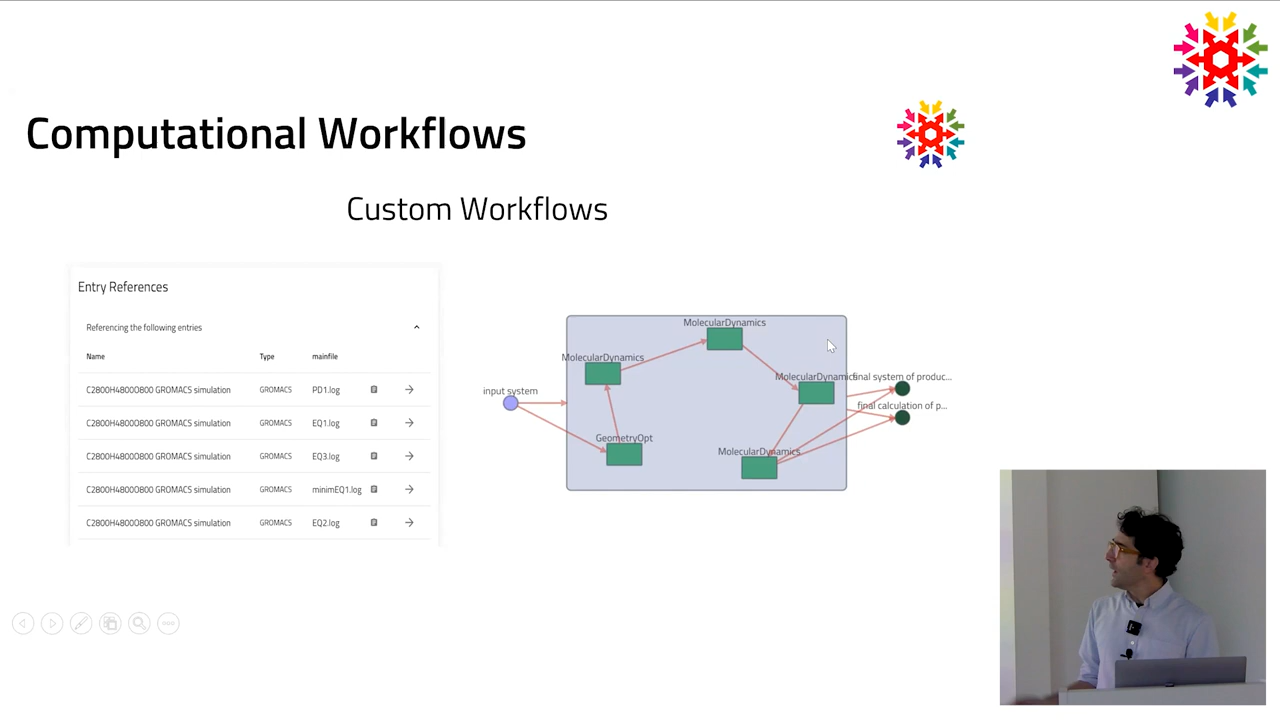 Computational Workflows
Custom Workflows
Entry References
Referencing the following entries
Name Type mainfile
C2800H4800O800 GROMACS simulation GROMACS PD1.log
C2800H4800O800 GROMACS simulation GROMACS EQ1.log
C2800H4800O800 GROMACS simulation GROMACS EQ3.log
C2800H4800O800 GROMACS simulation GROMACS minimEQ1.log
C2800H4800O800 GROMACS simulation GROMACS EQ2.log
input system
MolecularDynamics
MolecularDynamics
MolecularDynamics
GeometryOpt
MolecularDynamics
final system of produc...
final calculation of p...